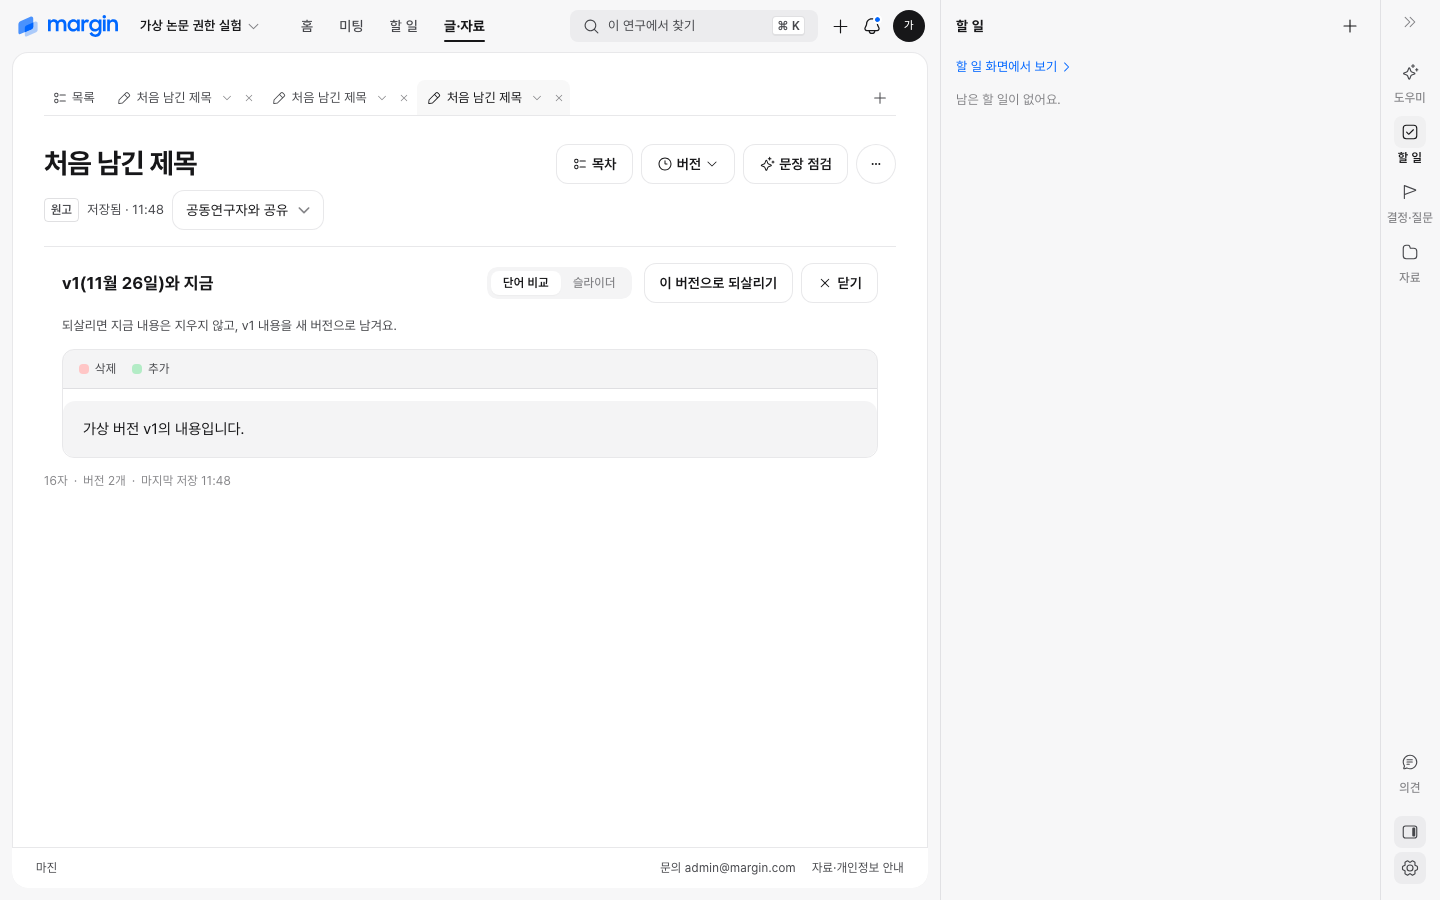 margin 가상 논문 권한 실험 홈 미팅 할 일 글·자료 이 연구에서 찾기 ⌘ K 가
목록 처음 남긴 제목 처음 남긴 제목 처음 남긴 제목
처음 남긴 제목 목차 버전 문장 점검 ···
원고 저장됨 · 11:48 공동연구자와 공유
v1(11월 26일)와 지금 단어 비교 슬라이더 이 버전으로 되살리기 닫기
되살리면 지금 내용은 지우지 않고, v1 내용을 새 버전으로 남겨요.
삭제 추가
가상 버전 v1의 내용입니다.
16자 · 버전 2개 · 마지막 저장 11:48
마진 문의 admin@margin.com 자료·개인정보 안내
할 일
할 일 화면에서 보기
남은 할 일이 없어요.
도우미
할 일
결정·질문
자료
의견